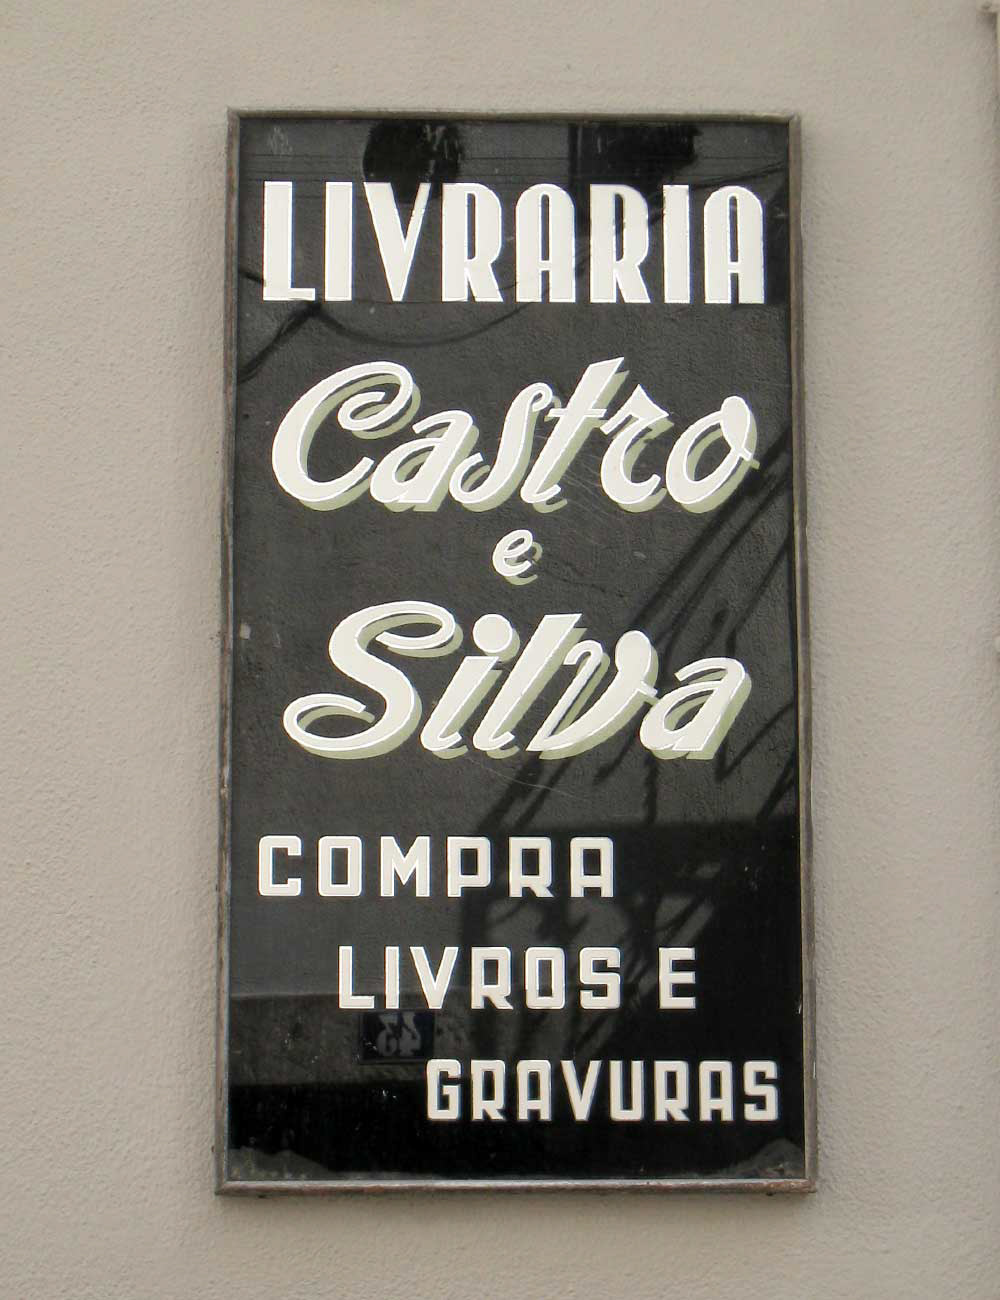 LIVRARIA
Castro
e
Silva
COMPRA
LIVROS E
GRAVURAS